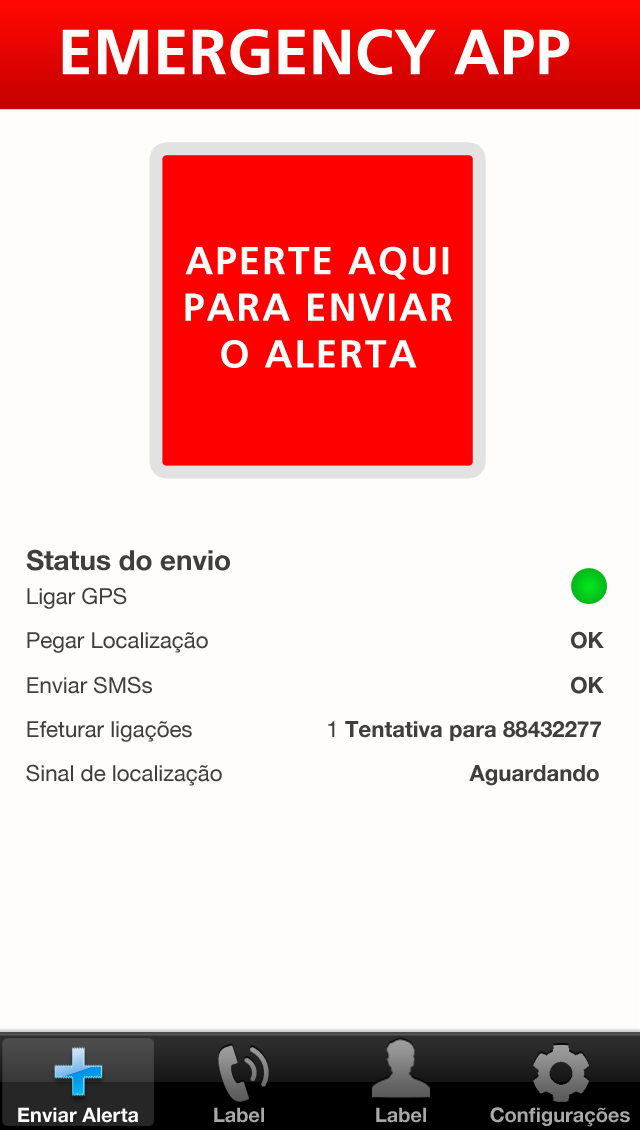 EMERGENCY APP
APERTE AQUI
PARA ENVIAR
O ALERTA
Status do envio
Ligar GPS
Pegar Localização OK
Enviar SMSs OK
Efeturar ligações 1 Tentativa para 88432277
Sinal de localização Aguardando
Enviar Alerta Label Label Configurações